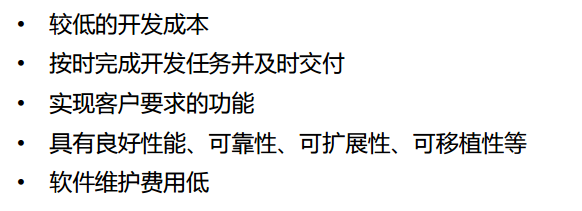 • 较低的开发成本
• 按时完成开发任务并及时交付
• 实现客户要求的功能
• 具有良好性能、可靠性、可扩展性、可移植性等
• 软件维护费用低